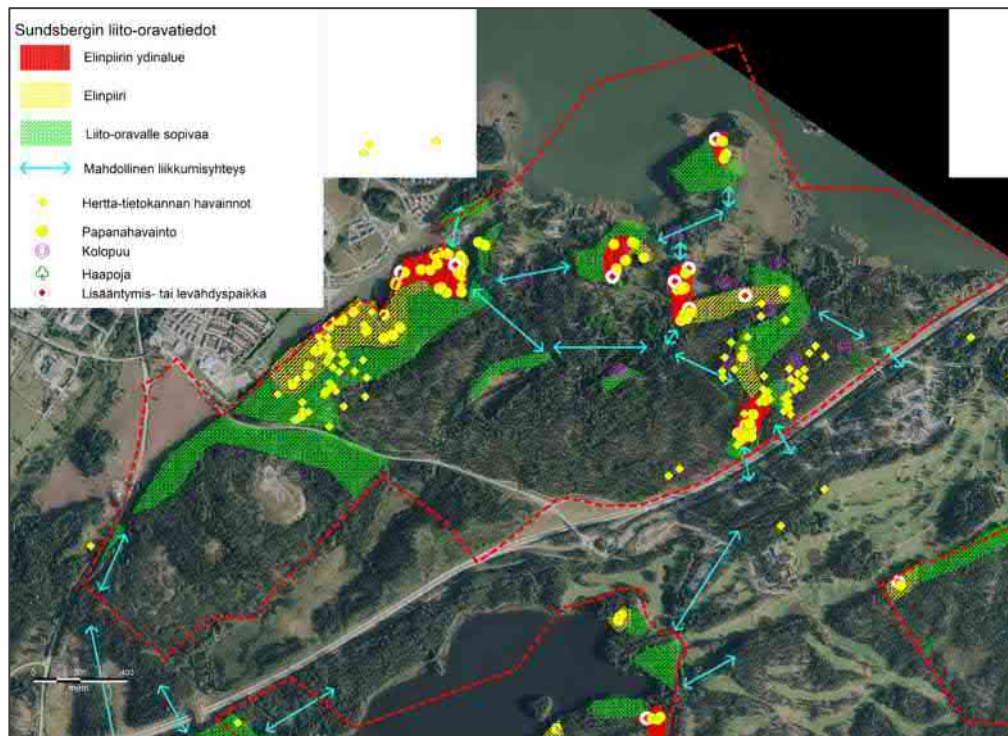 Sundsbergin liito-oravatiedot
Elinpiirin ydinalue
Elinpiiri
Liito-oravalle sopivaa
Mahdollinen liikkumisyhteys
Hertta-tietokannan havainnot
Papanahavainto
Kolopuu
Haapoja
Lisääntymis- tai levähdyspaikka
400